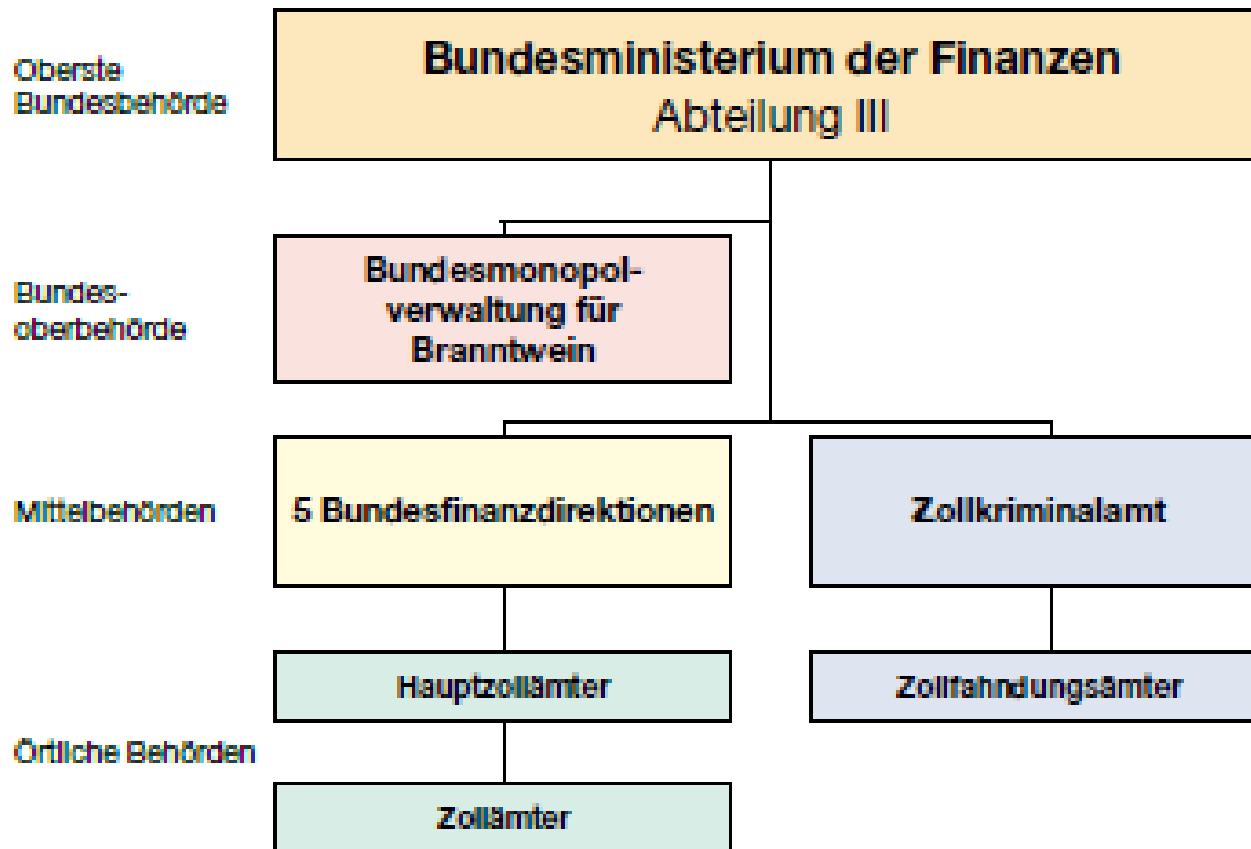 Oberste
Bundesbehörde
Bundesministerium der Finanzen
Abteilung III
Bundes-
oberbehörde
Bundesmonopol-
verwaltung für
Branntwein
Mittelbehörden
5 Bundesfinanzdirektionen
Zollkriminalamt
Hauptzollämter
Zollfahndungsämter
Örtliche Behörden
Zollämter